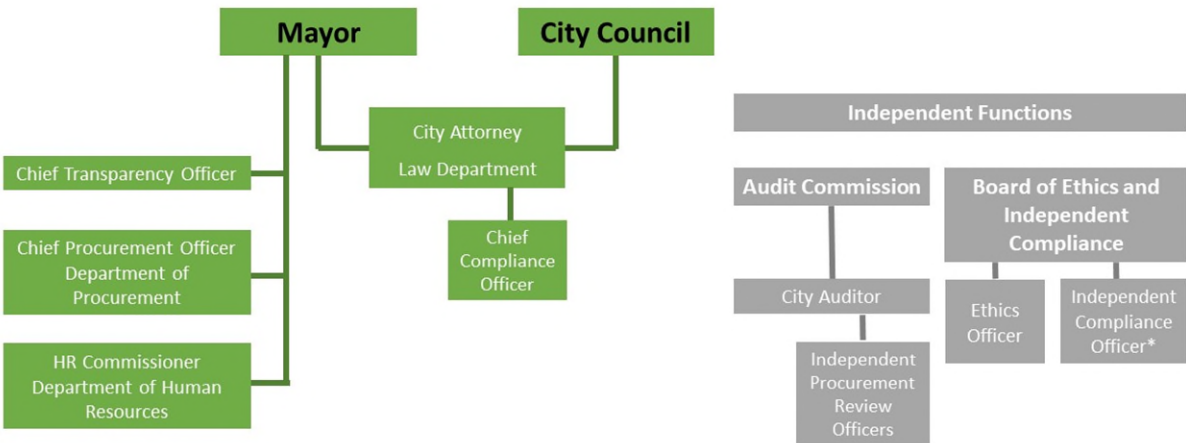 Mayor
City Council
City Attorney
Law Department
Chief Transparency Officer
Chief Compliance Officer
Chief Procurement Officer
Department of
Procurement
HR Commissioner
Department of Human
Resources
Independent Functions
Audit Commission
Board of Ethics and
Independent
Compliance
City Auditor
Ethics
Officer
Independent
Compliance
Officer*
Independent
Procurement
Review
Officers